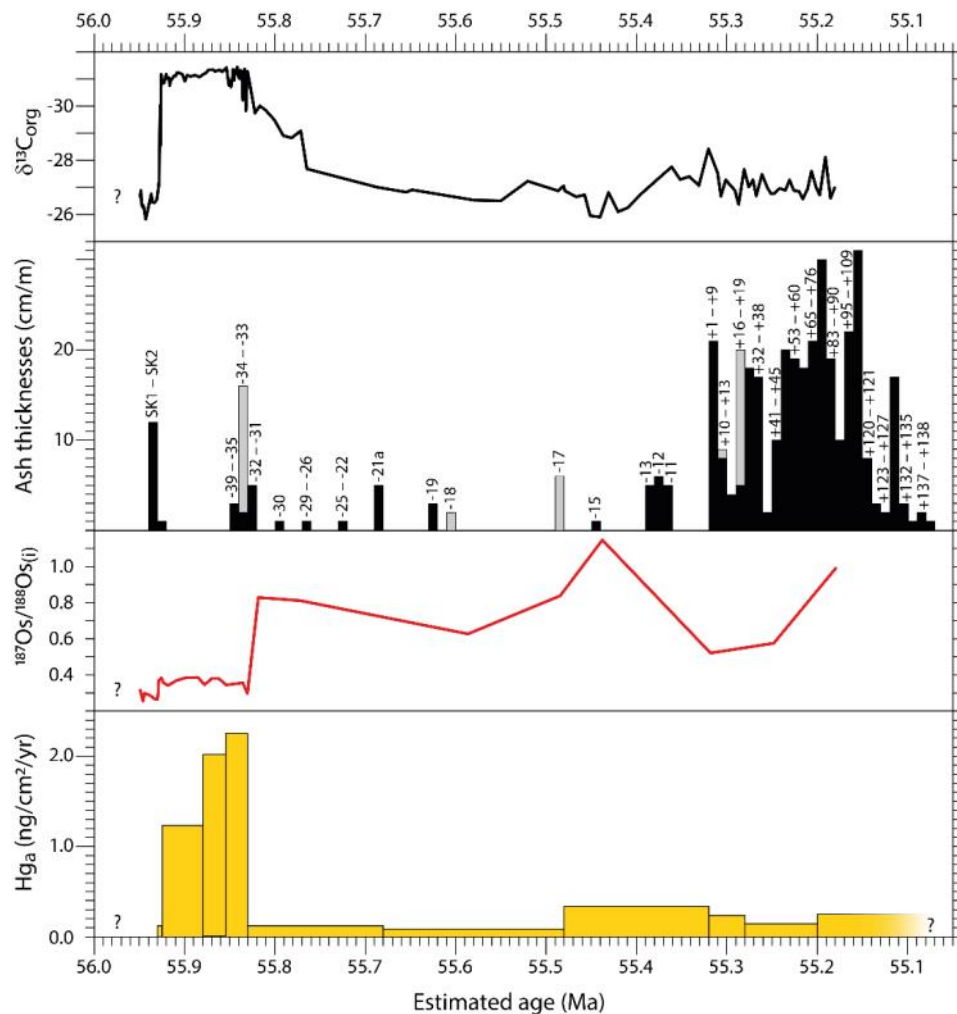 56.0 55.9 55.8 55.7 55.6 55.5 55.4 55.3 55.2 55.1
δ¹³Corg
-30
-28
-26
?
Ash thicknesses (cm/m)
20
10
SK1 – SK2
-39 – -35
-34 – -33
-32 – -31
-30
-29 – -26
-25 – -22
-21a
-19
-18
-17
-15
-13
-12
-11
+1 – +9
+10 – +13
+16 – +19
+32 – +38
+41 – +45
+53 – +60
+65 – +76
+83 – +90
+95 – +109
+120 – +121
+123 – +127
+132 – +135
+137 – +138
¹⁸⁷Os/¹⁸⁸Os(i)
1.0
0.8
0.6
0.4
?
Hga (ng/cm²/yr)
2.0
1.0
0.0
?
?
56.0 55.9 55.8 55.7 55.6 55.5 55.4 55.3 55.2 55.1
Estimated age (Ma)